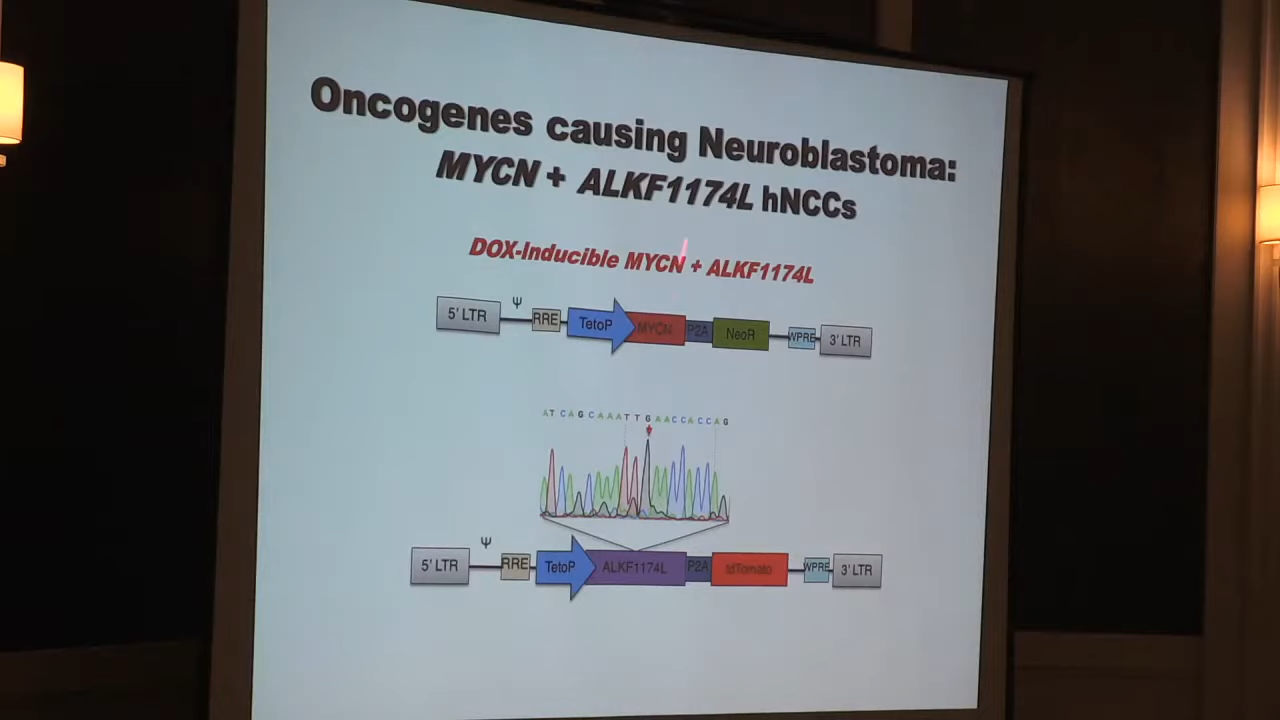 Oncogenes causing Neuroblastoma:
MYCN + ALKF1174L hNCCs
DOX-Inducible MYCN + ALKF1174L
5' LTR Ψ RRE TetoP MYCN P2A NeoR WPRE 3' LTR
ATCAGCAAATTGAACCACCAG
5' LTR Ψ RRE TetoP ALKF1174L P2A tdTomato WPRE 3' LTR